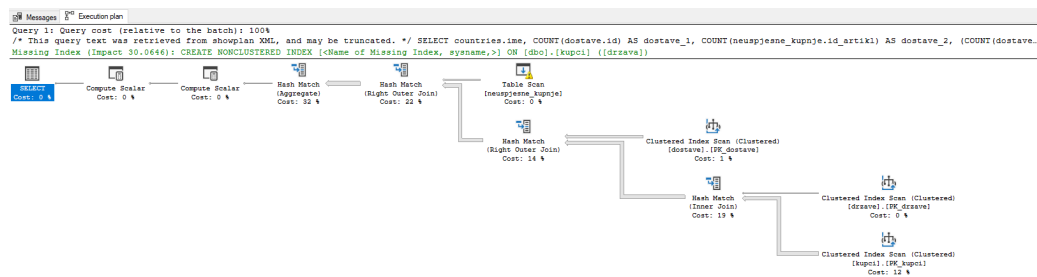 Messages Execution plan
Query 1: Query cost (relative to the batch): 100%
/* This query text was retrieved from showplan XML, and may be truncated. */ SELECT countries.ime, COUNT(dostave.id) AS dostave_1, COUNT(neuspjesne_kupnje.id_artikl) AS dostave_2, (COUNT(dostave…
Missing Index (Impact 30.0646): CREATE NONCLUSTERED INDEX [<Name of Missing Index, sysname,>] ON [dbo].[kupci] ([drzava])
SELECT
Cost: 0 %
Compute Scalar
Cost: 0 %
Compute Scalar
Cost: 0 %
Hash Match
(Aggregate)
Cost: 32 %
Hash Match
(Right Outer Join)
Cost: 22 %
Table Scan
[neuspjesne_kupnje]
Cost: 0 %
Hash Match
(Right Outer Join)
Cost: 14 %
Clustered Index Scan (Clustered)
[dostave].[PK_dostave]
Cost: 1 %
Hash Match
(Inner Join)
Cost: 19 %
Clustered Index Scan (Clustered)
[drzave].[PK_drzave]
Cost: 0 %
Clustered Index Scan (Clustered)
[kupci].[PK_kupci]
Cost: 12 %